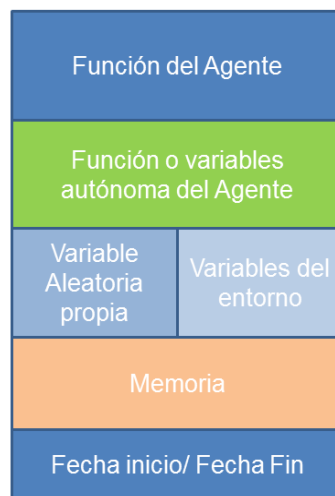 Función del Agente
Función o variables
autónoma del Agente
Variable
Aleatoria
propia
Variables del
entorno
Memoria
Fecha inicio/ Fecha Fin